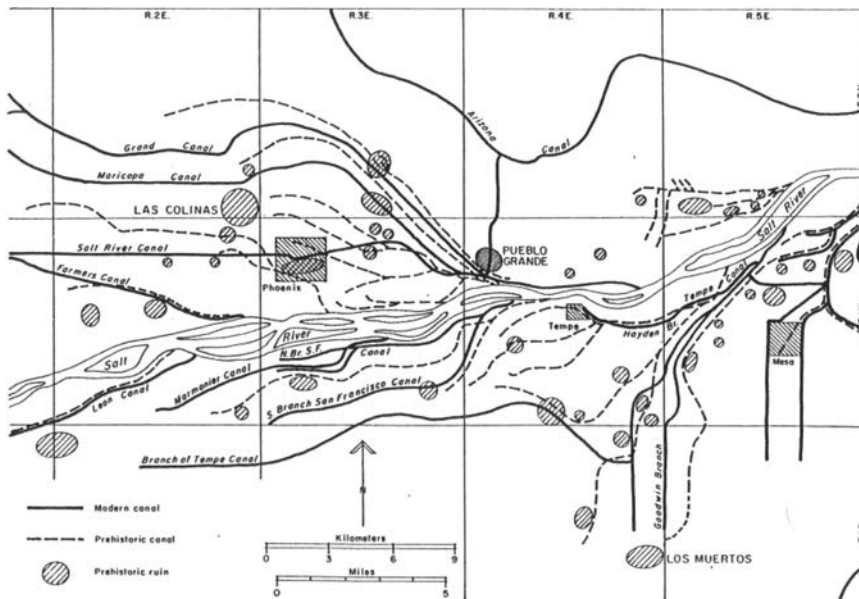 R.2E.
R.3E.
R.4E.
R.5E.
Grand Canal
Arizona
Canal
Maricopa Canal
LAS COLINAS
Salt River
Salt River Canal
PUEBLO
GRANDE
Farmers Canal
Phoenix
Tempe
Hayden Br. Tempe Canal
Mesa
Salt River
N.Br. S.F. Canal
Marmonier Canal
Leon Canal
S. Branch San Francisco Canal
Branch of Tempe Canal
Goodwin Branch
N
Modern canal
Prehistoric canal
Prehistoric ruin
Kilometers
0 3 6 9
Miles
0 5
LOS MUERTOS